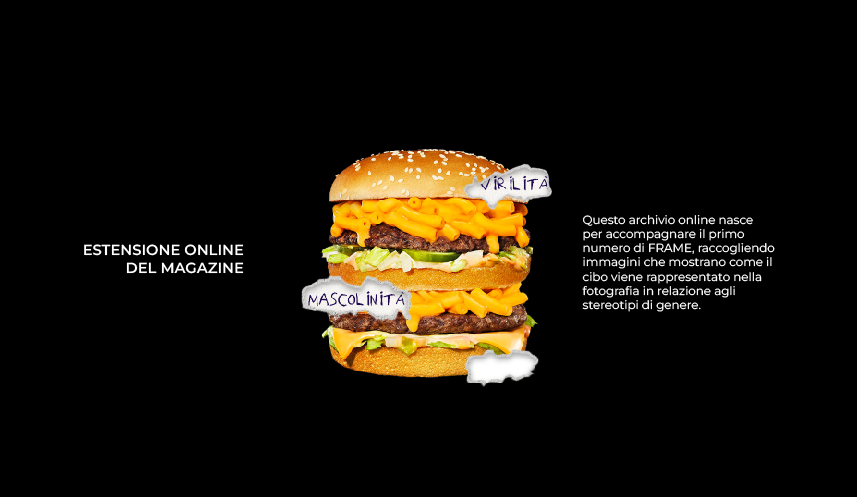 ESTENSIONE ONLINE
DEL MAGAZINE
VIRILITÀ
MASCOLINITÀ
Questo archivio online nasce
per accompagnare il primo
numero di FRAME, raccogliendo
immagini che mostrano come il
cibo viene rappresentato nella
fotografia in relazione agli
stereotipi di genere.